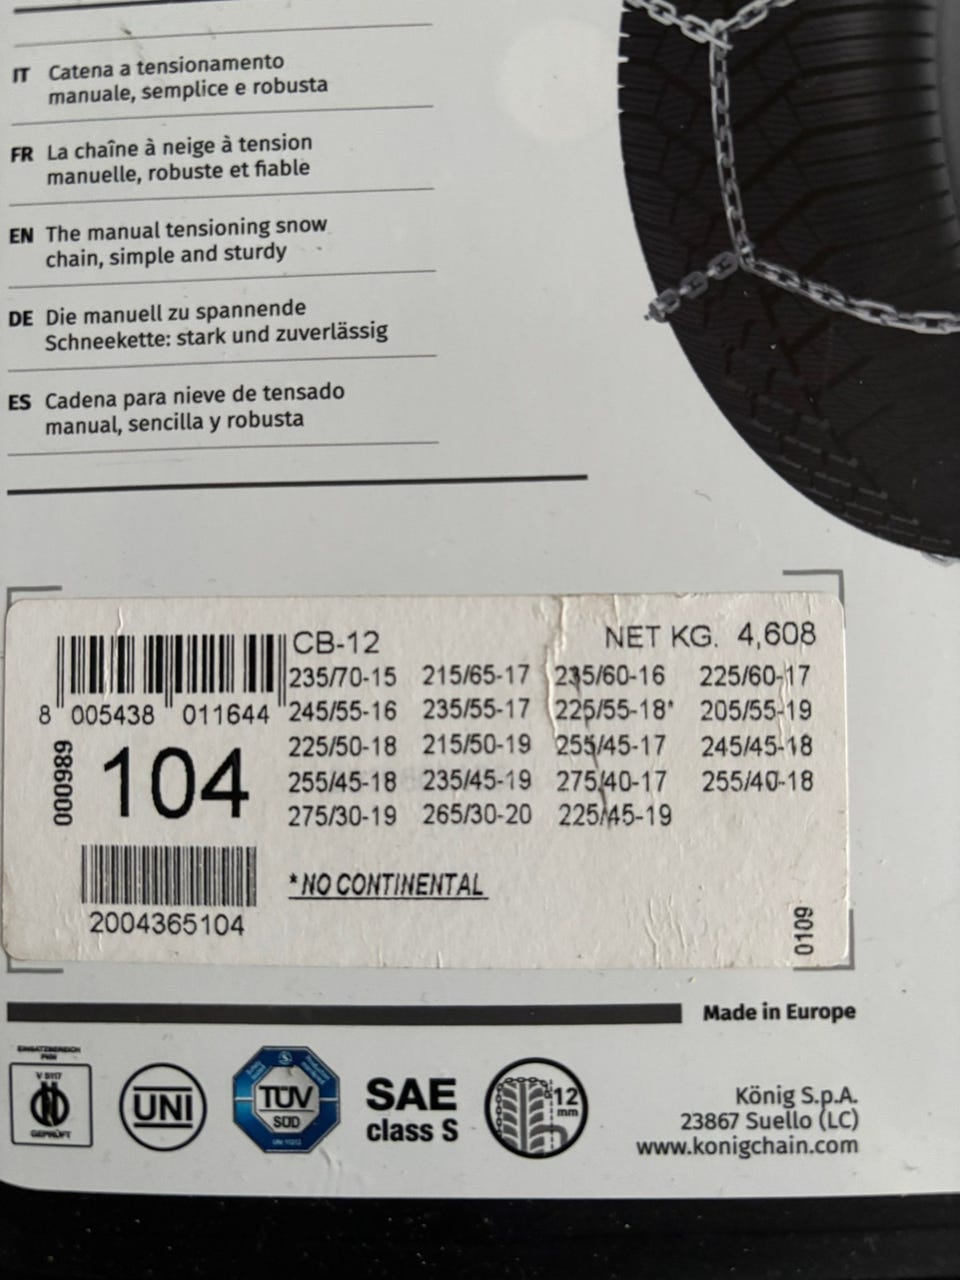 IT Catena a tensionamento
manuale, semplice e robusta
FR La chaîne à neige à tension
manuelle, robuste et fiable
EN The manual tensioning snow
chain, simple and sturdy
DE Die manuell zu spannende
Schneekette: stark und zuverlässig
ES Cadena para nieve de tensado
manual, sencilla y robusta
CB-12 NET KG. 4,608
235/70-15 215/65-17 235/60-16 225/60-17
245/55-16 235/55-17 225/55-18* 205/55-19
225/50-18 215/50-19 255/45-17 245/45-18
255/45-18 235/45-19 275/40-17 255/40-18
275/30-19 265/30-20 225/45-19
8 005438 011644
000989
104
*NO CONTINENTAL
2004365104
0109
Made in Europe
EINSATZBEREICH
PKW
V 5117
GEPRÜFT
UNI
TÜV
SÜD
SAE
class S
12
mm
König S.p.A.
23867 Suello (LC)
www.konigchain.com